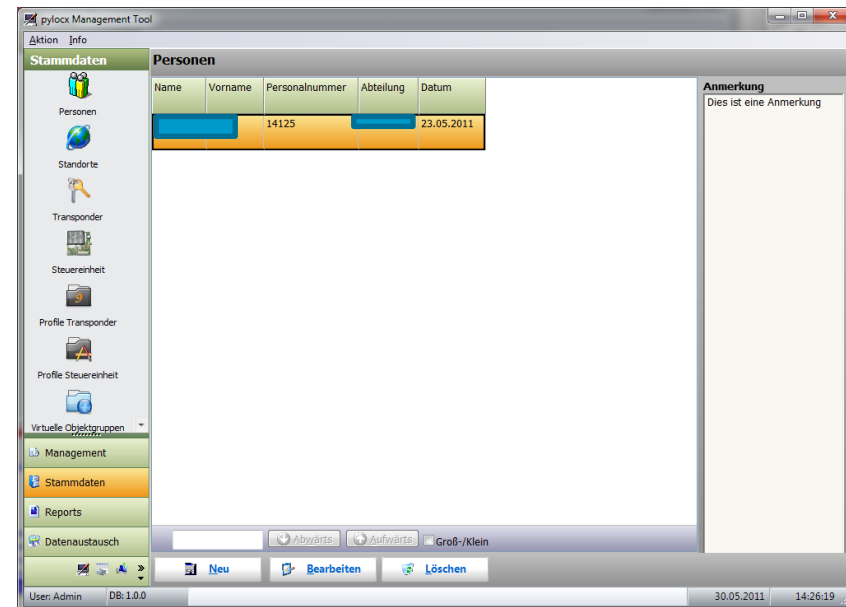 pylocx Management Tool
Aktion Info
Stammdaten
Personen
Standorte
Transponder
Steuereinheit
Profile Transponder
Profile Steuereinheit
Virtuelle Objektgruppen
Management
Stammdaten
Reports
Datenaustausch
Personen
Name Vorname Personalnummer Abteilung Datum
14125 23.05.2011
Abwärts Aufwärts Groß-/Klein
Neu Bearbeiten Löschen
Anmerkung
Dies ist eine Anmerkung
User: Admin DB: 1.0.0 30.05.2011 14:26:19